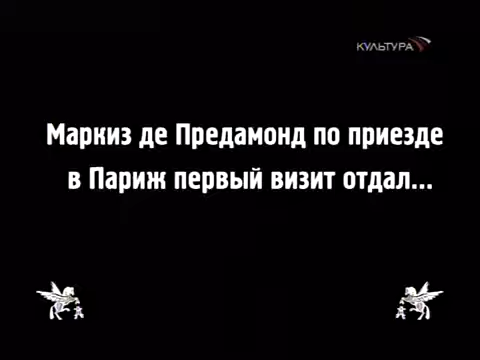 КУЛЬТУРА
Маркиз де Предамонд по приезде
в Париж первый визит отдал...